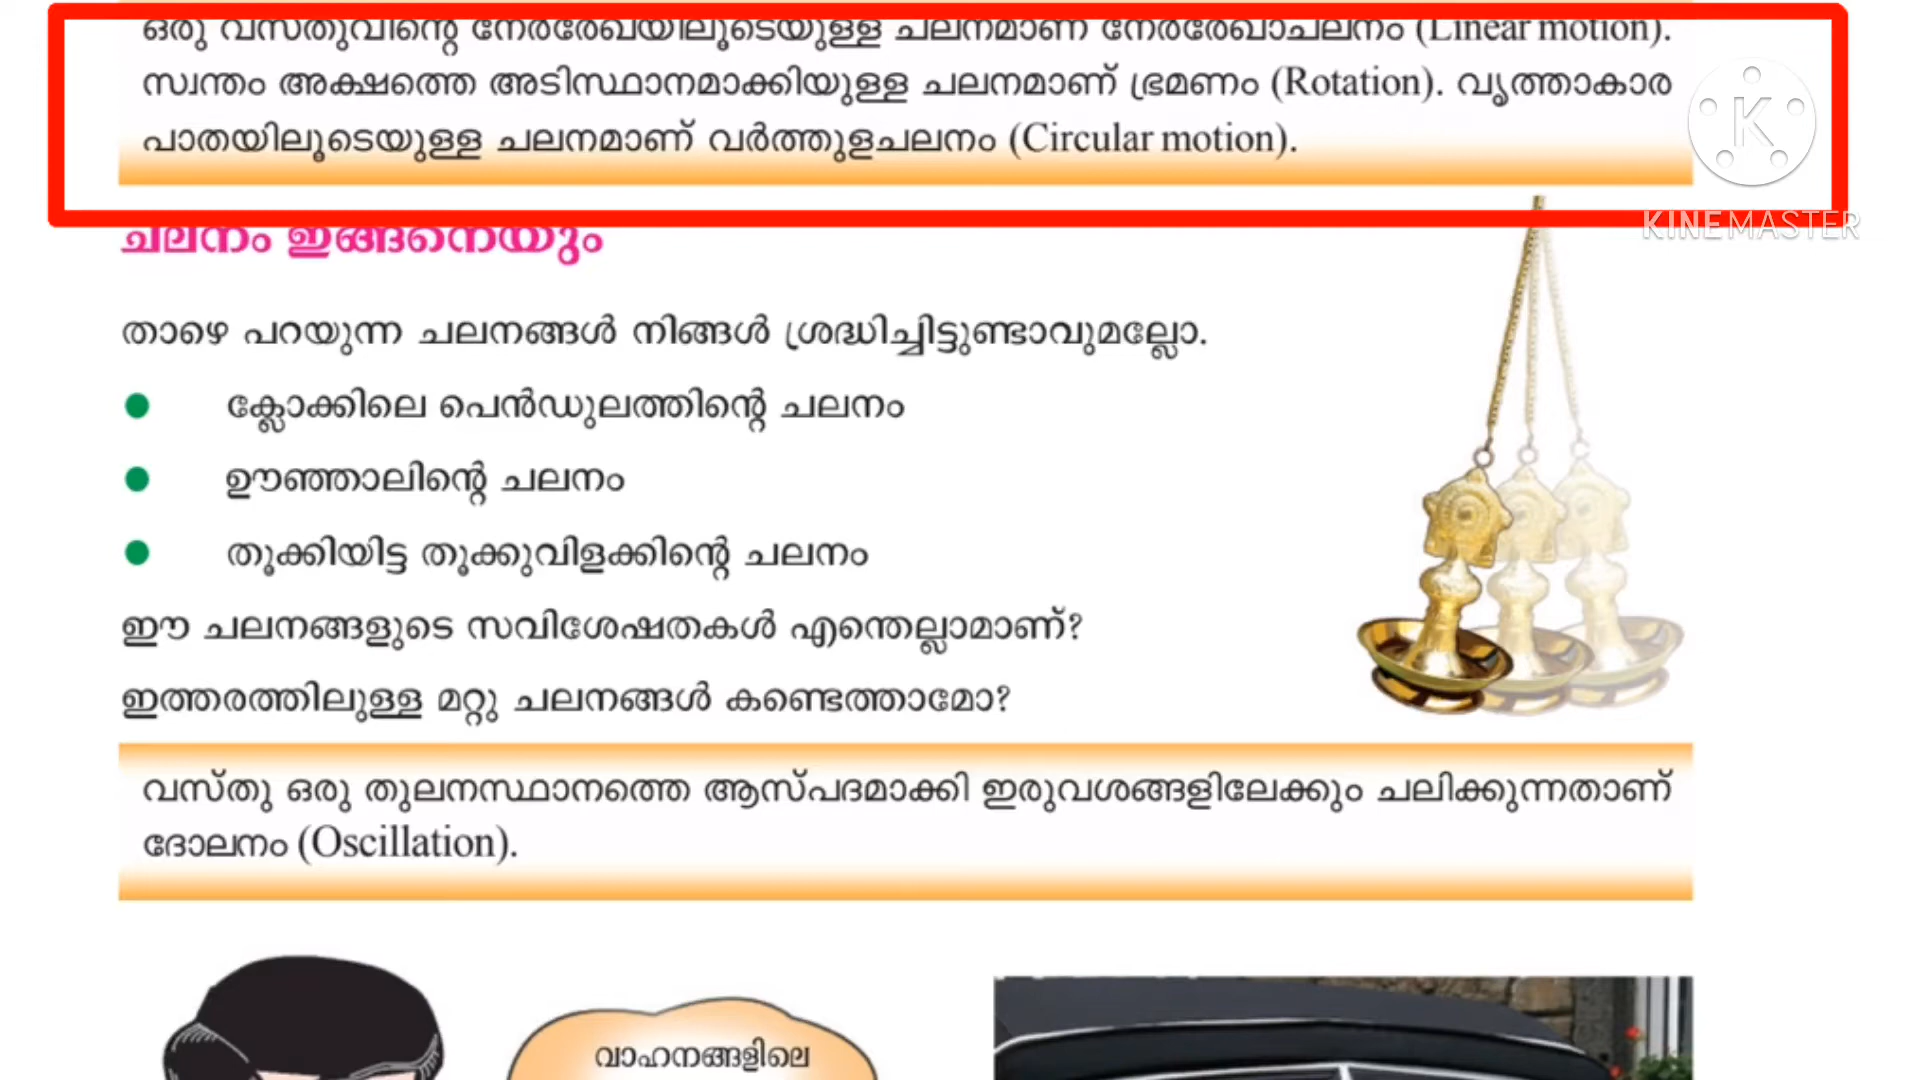 ഒരു വസ്തുവിന്റെ നേർരേഖയിലൂടെയുള്ള ചലനമാണ് നേർരേഖാചലനം (Linear motion).
സ്വന്തം അക്ഷത്തെ അടിസ്ഥാനമാക്കിയുള്ള ചലനമാണ് ഭ്രമണം (Rotation). വൃത്താകാര
പാതയിലൂടെയുള്ള ചലനമാണ് വർത്തുളചലനം (Circular motion).
K
KINEMASTER
ചലനം ഇങ്ങനെയും
താഴെ പറയുന്ന ചലനങ്ങൾ നിങ്ങൾ ശ്രദ്ധിച്ചിട്ടുണ്ടാവുമല്ലോ.
ക്ലോക്കിലെ പെൻഡുലത്തിന്റെ ചലനം
ഊഞ്ഞാലിന്റെ ചലനം
തൂക്കിയിട്ട തൂക്കുവിളക്കിന്റെ ചലനം
ഈ ചലനങ്ങളുടെ സവിശേഷതകൾ എന്തെല്ലാമാണ്?
ഇത്തരത്തിലുള്ള മറ്റു ചലനങ്ങൾ കണ്ടെത്താമോ?
വസ്തു ഒരു തുലനസ്ഥാനത്തെ ആസ്പദമാക്കി ഇരുവശങ്ങളിലേക്കും ചലിക്കുന്നതാണ്
ദോലനം (Oscillation).
വാഹനങ്ങളിലെ